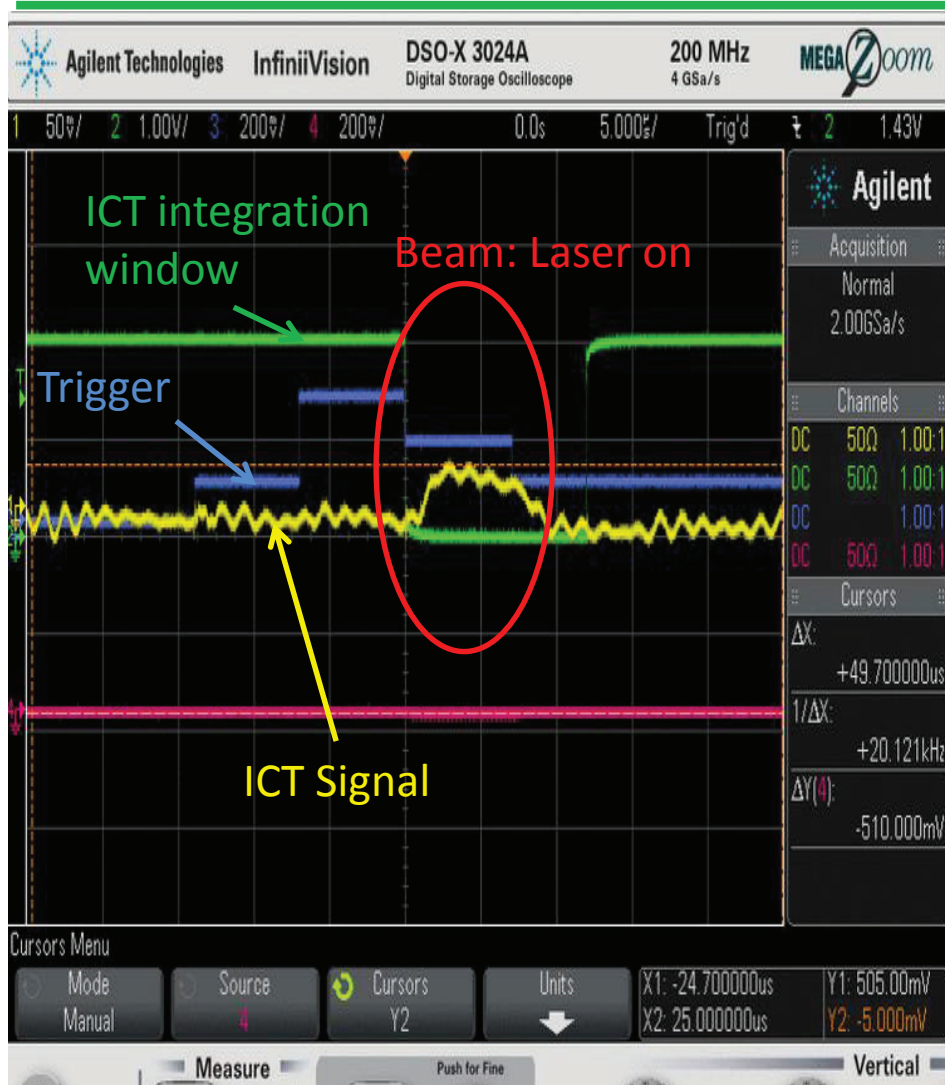 Agilent Technologies InfiniiVision DSO-X 3024A 200 MHz MEGA Zoom
Digital Storage Oscilloscope 4 GSa/s
1 50㎷/ 2 1.00V/ 3 200㎷/ 4 200㎷/ 0.0s 5.000㎲/ Trig'd 2 1.43V
Agilent
ICT integration
window
Beam: Laser on
Trigger
ICT Signal
T
Acquisition
Normal
2.00GSa/s
Channels
DC 50Ω 1.00:1
DC 50Ω 1.00:1
DC 1.00:1
DC 50Ω 1.00:1
Cursors
ΔX:
+49.700000us
1/ΔX:
+20.121kHz
ΔY(4):
-510.000mV
Cursors Menu
Mode
Manual
Source
4
Cursors
Y2
Units
X1: -24.700000us
X2: 25.000000us
Y1: 505.00mV
Y2: -5.000mV
Measure
Push for Fine
Vertical